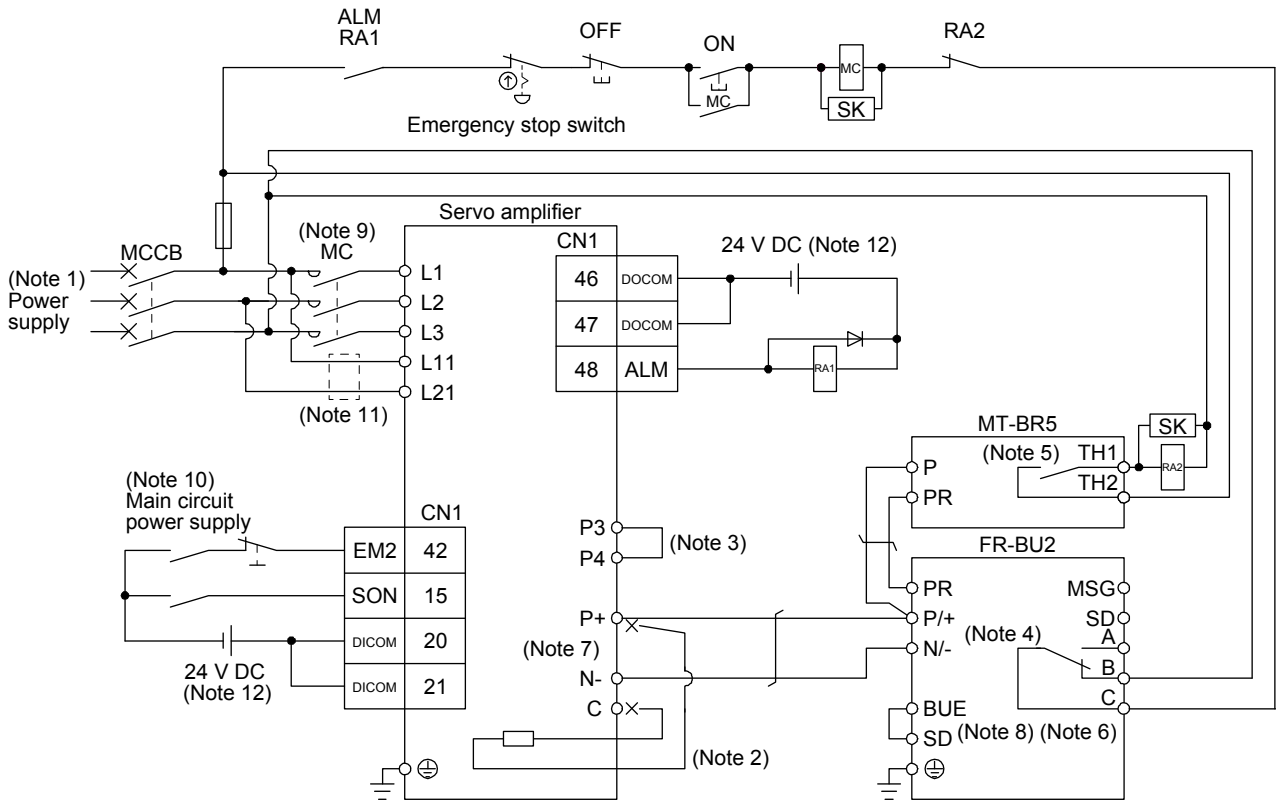 ALM
RA1
OFF
ON
RA2
MC
SK
MC
Emergency stop switch
Servo amplifier
(Note 9)
MC
MCCB
(Note 1)
Power
supply
L1
L2
L3
L11
L21
(Note 11)
CN1
46 DOCOM
47 DOCOM
48 ALM
24 V DC (Note 12)
RA1
MT-BR5
P
PR
(Note 5)
TH1
TH2
SK
RA2
(Note 10)
Main circuit
power supply
CN1
EM2 42
SON 15
DICOM 20
DICOM 21
24 V DC
(Note 12)
P3
P4
(Note 3)
P+
(Note 7)
N-
C
(Note 2)
FR-BU2
PR
P/+
N/-
BUE
SD
MSG
SD
A
B
C
(Note 4)
(Note 8) (Note 6)